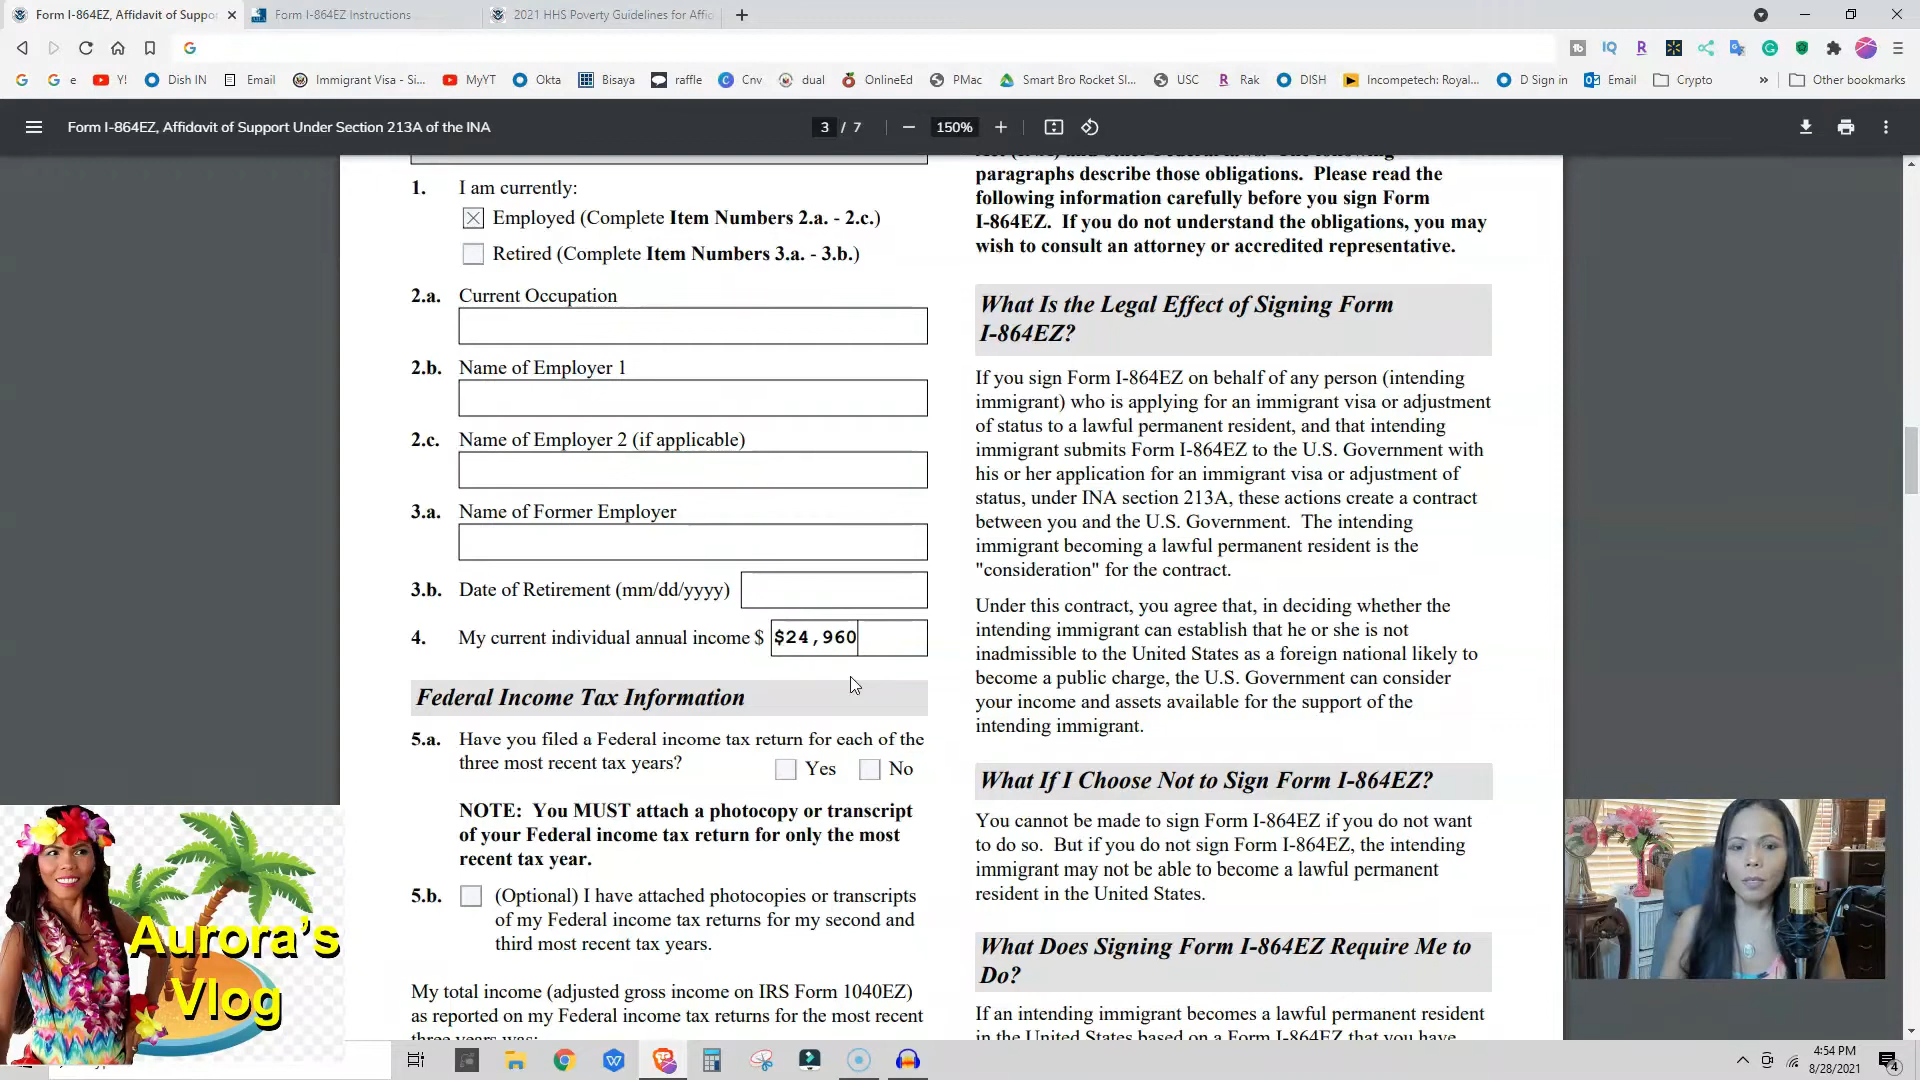 Form I-864EZ, Affidavit of Suppo
Form I-864EZ Instructions
2021 HHS Poverty Guidelines for Affid
G
e
Y!
Dish IN
Email
Immigrant Visa - Si...
MyYT
Okta
Bisaya
raffle
Cnv
dual
OnlineEd
PMac
Smart Bro Rocket SI...
USC
Rak
DISH
Incompetech: Royal...
D Sign in
Email
Crypto
»
Other bookmarks
Form I-864EZ, Affidavit of Support Under Section 213A of the INA
3 / 7
150%
1. I am currently:
Employed (Complete Item Numbers 2.a. - 2.c.)
Retired (Complete Item Numbers 3.a. - 3.b.)
2.a. Current Occupation
2.b. Name of Employer 1
2.c. Name of Employer 2 (if applicable)
3.a. Name of Former Employer
3.b. Date of Retirement (mm/dd/yyyy)
4. My current individual annual income $ $24,960
Federal Income Tax Information
5.a. Have you filed a Federal income tax return for each of the
three most recent tax years? Yes No
NOTE: You MUST attach a photocopy or transcript
of your Federal income tax return for only the most
recent tax year.
5.b. (Optional) I have attached photocopies or transcripts
of my Federal income tax returns for my second and
third most recent tax years.
My total income (adjusted gross income on IRS Form 1040EZ)
as reported on my Federal income tax returns for the most recent
three years was:
paragraphs describe those obligations. Please read the
following information carefully before you sign Form
I-864EZ. If you do not understand the obligations, you may
wish to consult an attorney or accredited representative.
What Is the Legal Effect of Signing Form
I-864EZ?
If you sign Form I-864EZ on behalf of any person (intending
immigrant) who is applying for an immigrant visa or adjustment
of status to a lawful permanent resident, and that intending
immigrant submits Form I-864EZ to the U.S. Government with
his or her application for an immigrant visa or adjustment of
status, under INA section 213A, these actions create a contract
between you and the U.S. Government. The intending
immigrant becoming a lawful permanent resident is the
"consideration" for the contract.
Under this contract, you agree that, in deciding whether the
intending immigrant can establish that he or she is not
inadmissible to the United States as a foreign national likely to
become a public charge, the U.S. Government can consider
your income and assets available for the support of the
intending immigrant.
What If I Choose Not to Sign Form I-864EZ?
You cannot be made to sign Form I-864EZ if you do not want
to do so. But if you do not sign Form I-864EZ, the intending
immigrant may not be able to become a lawful permanent
resident in the United States.
What Does Signing Form I-864EZ Require Me to
Do?
If an intending immigrant becomes a lawful permanent resident
in the United States based on a Form I-864EZ that you have
Aurora's
Vlog
4:54 PM
8/28/2021
4